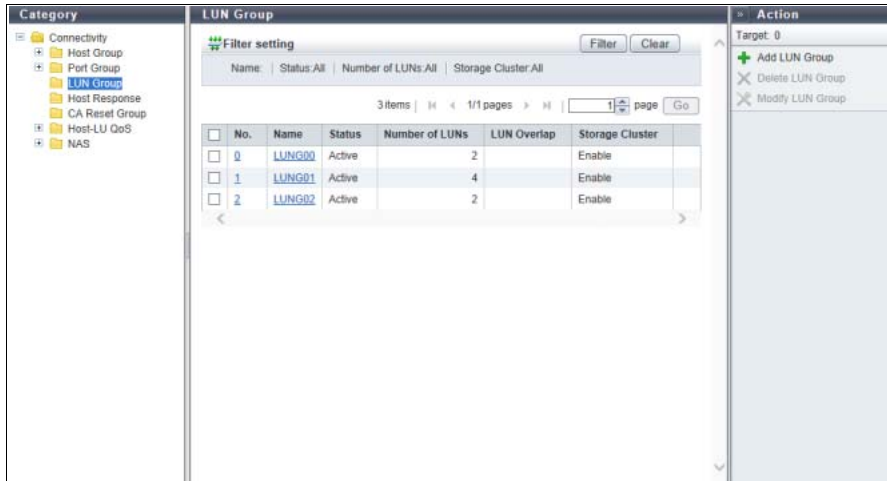 Category
Connectivity
Host Group
Port Group
LUN Group
Host Response
CA Reset Group
Host-LU QoS
NAS
LUN Group
Filter setting
Filter Clear
Name: | Status:All | Number of LUNs:All | Storage Cluster:All
3 items | 1/1 pages | 1 page Go
No. Name Status Number of LUNs LUN Overlap Storage Cluster
0 LUNG00 Active 2 Enable
1 LUNG01 Active 4 Enable
2 LUNG02 Active 2 Enable
Action
Target: 0
Add LUN Group
Delete LUN Group
Modify LUN Group